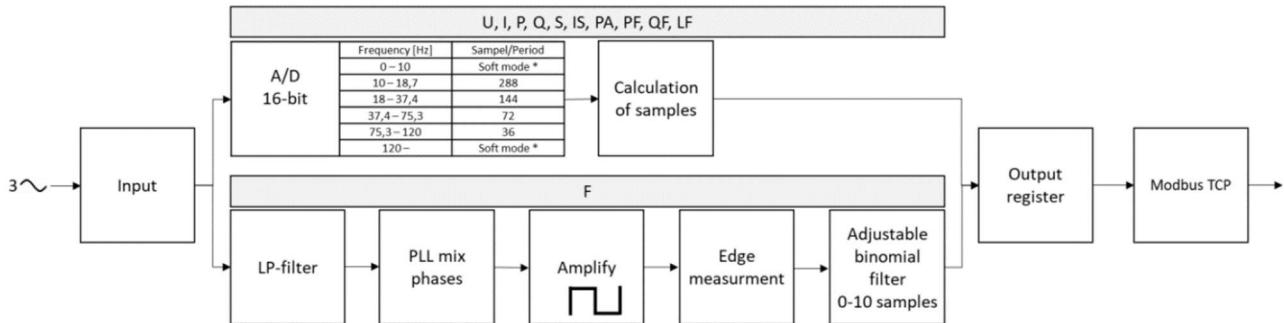 U, I, P, Q, S, IS, PA, PF, QF, LF
A/D
16-bit
Frequency [Hz] Sampel/Period
0 – 10 Soft mode *
10 – 18,7 288
18 – 37,4 144
37,4 – 75,3 72
75,3 – 120 36
120 – Soft mode *
Calculation
of samples
3
Input
Output
register
Modbus TCP
F
LP-filter
PLL mix
phases
Amplify
Edge
measurment
Adjustable
binomial
filter
0-10 samples